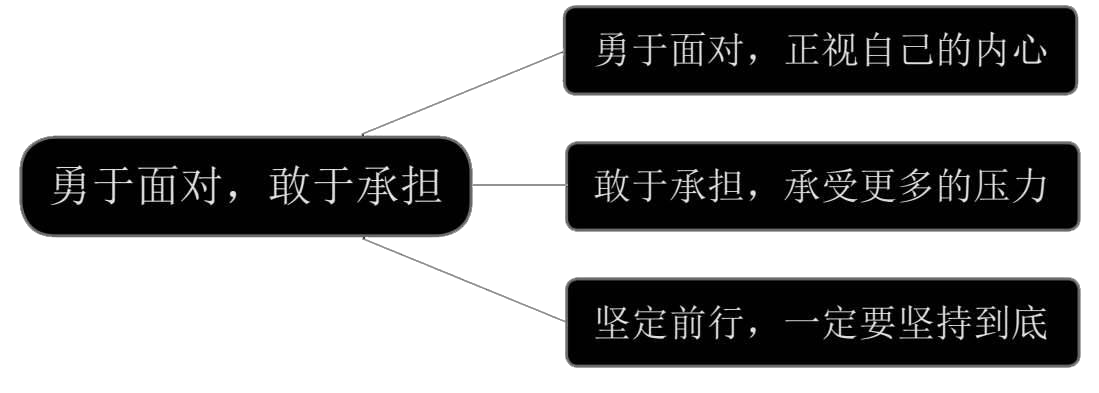 勇于面对，敢于承担
勇于面对，正视自己的内心
敢于承担，承受更多的压力
坚定前行，一定要坚持到底